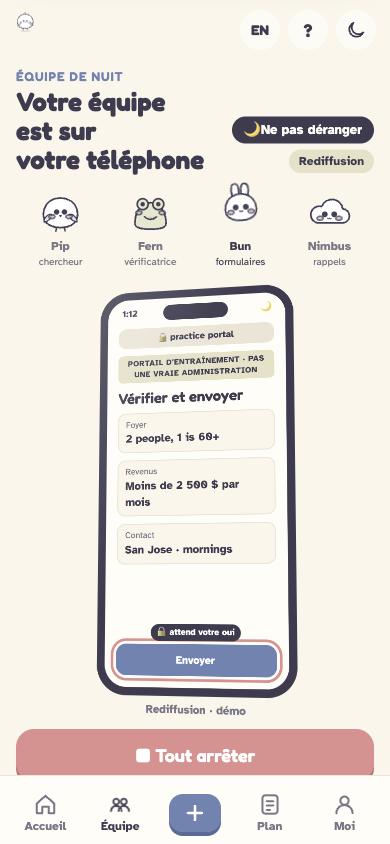 EN
?
ÉQUIPE DE NUIT
Votre équipe
est sur
votre téléphone
🌙Ne pas déranger
Rediffusion
Pip
chercheur
Fern
vérificatrice
Bun
formulaires
Nimbus
rappels
1:12
🔒 practice portal
PORTAIL D'ENTRAÎNEMENT · PAS
UNE VRAIE ADMINISTRATION
Vérifier et envoyer
Foyer
2 people, 1 is 60+
Revenus
Moins de 2 500 $ par
mois
Contact
San Jose · mornings
🔒 attend votre oui
Envoyer
Rediffusion · démo
Tout arrêter
Accueil
Équipe
+
Plan
Moi